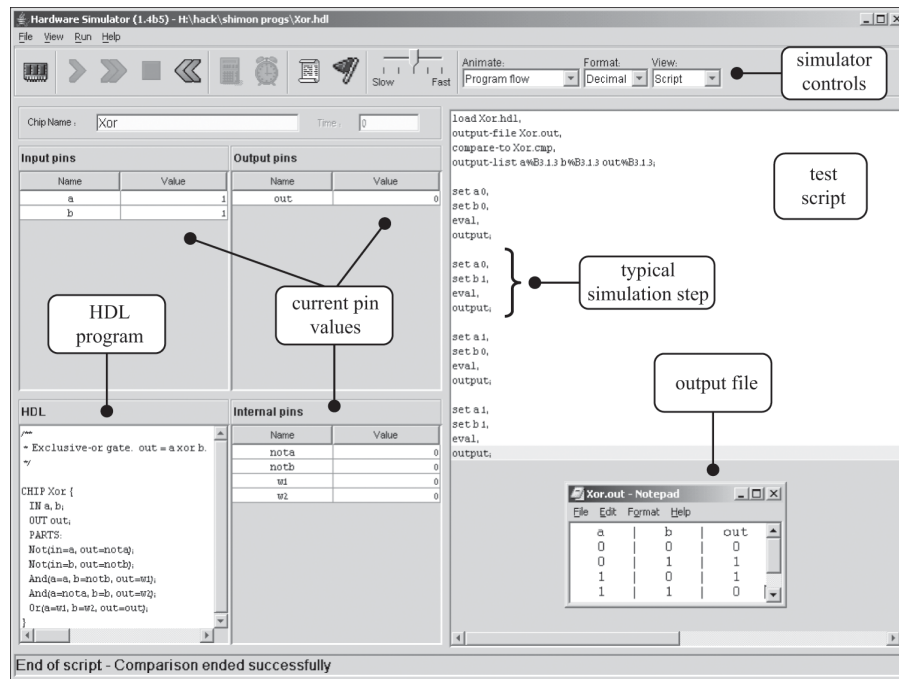 Hardware Simulator (1.4b5) - H:\hack\shimon progs\Xor.hdl
File View Run Help
Slow Fast
Animate: Format: View:
Program flow Decimal Script
simulator
controls
Chip Name : Xor Time : 0
Input pins
Name Value
a 1
b 1
Output pins
Name Value
out 0
HDL
program
current pin
values
HDL
/**
* Exclusive-or gate. out = a xor b.
*/
CHIP Xor {
IN a, b;
OUT out;
PARTS:
Not(in=a, out=nota);
Not(in=b, out=notb);
And(a=a, b=notb, out=w1);
And(a=nota, b=b, out=w2);
Or(a=w1, b=w2, out=out);
}
Internal pins
Name Value
nota 0
notb 0
w1 0
w2 0
load Xor.hdl,
output-file Xor.out,
compare-to Xor.cmp,
output-list a%B3.1.3 b%B3.1.3 out%B3.1.3;
set a 0,
set b 0,
eval,
output;
set a 0,
set b 1,
eval,
output;
set a 1,
set b 0,
eval,
output;
set a 1,
set b 1,
eval,
output;
test
script
typical
simulation step
output file
Xor.out - Notepad
File Edit Format Help
a | b | out
0 | 0 | 0
0 | 1 | 1
1 | 0 | 1
1 | 1 | 0
End of script - Comparison ended successfully